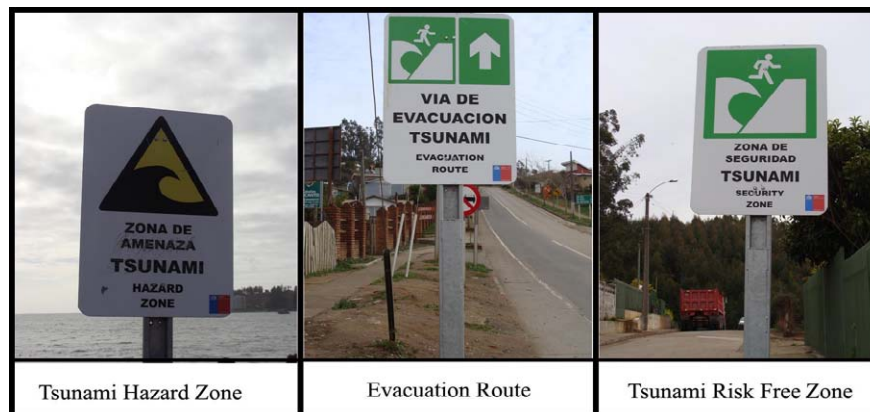 ZONA DE
AMENAZA
TSUNAMI
HAZARD
ZONE
Tsunami Hazard Zone
VIA DE
EVACUACION
TSUNAMI
EVACUATION
ROUTE
Evacuation Route
ZONA DE
SEGURIDAD
TSUNAMI
SECURITY
ZONE
Tsunami Risk Free Zone